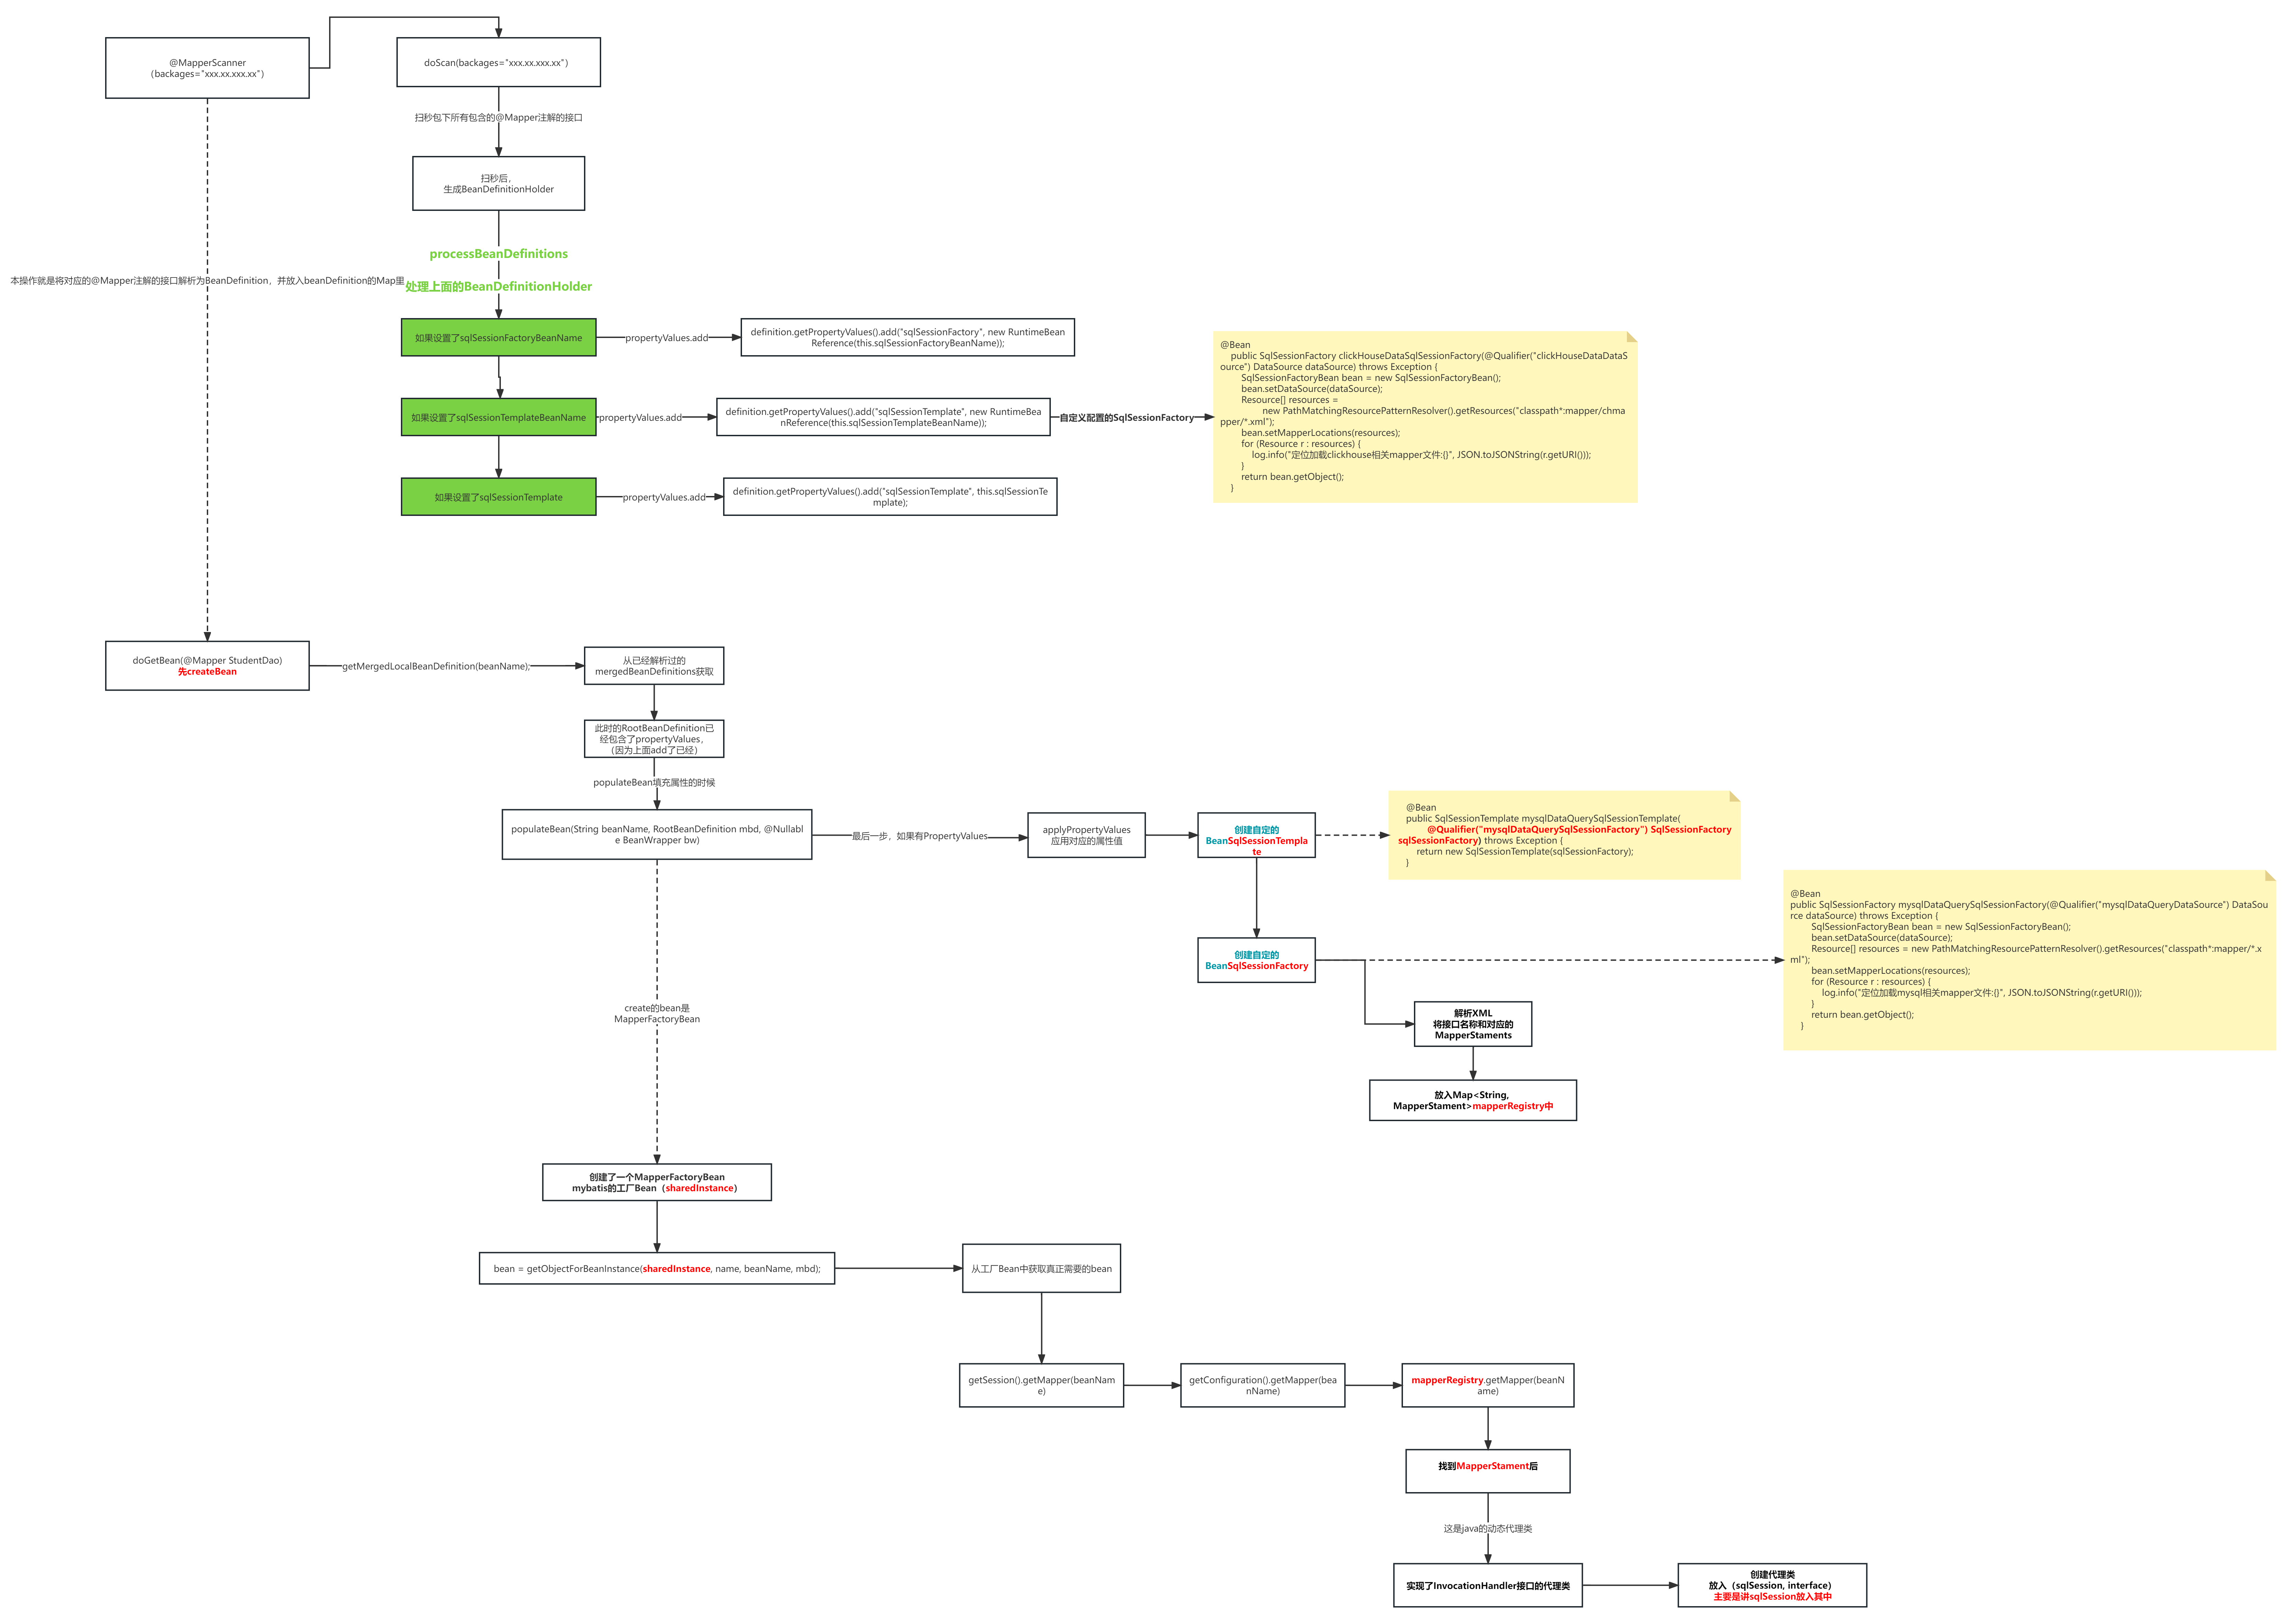 @MapperScanner
（backages="xxx.xx.xxx.xx"）
doScan(backages="xxx.xx.xxx.xx"）
扫秒包下所有包含的@Mapper注解的接口
扫秒后，
生成BeanDefinitionHolder
processBeanDefinitions
处理上面的BeanDefinitionHolder
本操作就是将对应的@Mapper注解的接口解析为BeanDefinition，并放入beanDefinition的Map里
如果设置了sqlSessionFactoryBeanName
propertyValues.add
definition.getPropertyValues().add("sqlSessionFactory", new RuntimeBean
Reference(this.sqlSessionFactoryBeanName));
如果设置了sqlSessionTemplateBeanName
propertyValues.add
definition.getPropertyValues().add("sqlSessionTemplate", new RuntimeBea
nReference(this.sqlSessionTemplateBeanName));
自定义配置的SqlSessionFactory
@Bean
public SqlSessionFactory clickHouseDataSqlSessionFactory(@Qualifier("clickHouseDataDataS
ource") DataSource dataSource) throws Exception {
SqlSessionFactoryBean bean = new SqlSessionFactoryBean();
bean.setDataSource(dataSource);
Resource[] resources =
new PathMatchingResourcePatternResolver().getResources("classpath*:mapper/chma
pper/*.xml");
bean.setMapperLocations(resources);
for (Resource r : resources) {
log.info("定位加载clickhouse相关mapper文件:{}", JSON.toJSONString(r.getURI()));
}
return bean.getObject();
}
如果设置了sqlSessionTemplate
propertyValues.add
definition.getPropertyValues().add("sqlSessionTemplate", this.sqlSessionTe
mplate);
doGetBean(@Mapper StudentDao)
先createBean
getMergedLocalBeanDefinition(beanName);
从已经解析过的
mergedBeanDefinitions获取
此时的RootBeanDefinition已
经包含了propertyValues，
（因为上面add了已经）
populateBean填充属性的时候
populateBean(String beanName, RootBeanDefinition mbd, @Nullabl
e BeanWrapper bw)
最后一步，如果有PropertyValues
applyPropertyValues
应用对应的属性值
创建自定的
BeanSqlSessionTempla
te
@Bean
public SqlSessionTemplate mysqlDataQuerySqlSessionTemplate(
@Qualifier("mysqlDataQuerySqlSessionFactory") SqlSessionFactory
sqlSessionFactory) throws Exception {
return new SqlSessionTemplate(sqlSessionFactory);
}
创建自定的
BeanSqlSessionFactory
@Bean
public SqlSessionFactory mysqlDataQuerySqlSessionFactory(@Qualifier("mysqlDataQueryDataSource") DataSou
rce dataSource) throws Exception {
SqlSessionFactoryBean bean = new SqlSessionFactoryBean();
bean.setDataSource(dataSource);
Resource[] resources = new PathMatchingResourcePatternResolver().getResources("classpath*:mapper/*.x
ml");
bean.setMapperLocations(resources);
for (Resource r : resources) {
log.info("定位加载mysql相关mapper文件:{}", JSON.toJSONString(r.getURI()));
}
return bean.getObject();
}
解析XML
将接口名称和对应的
MapperStaments
放入Map<String,
MapperStament>mapperRegistry中
create的bean是
MapperFactoryBean
创建了一个MapperFactoryBean
mybatis的工厂Bean（sharedInstance）
bean = getObjectForBeanInstance(sharedInstance, name, beanName, mbd);
从工厂Bean中获取真正需要的bean
getSession().getMapper(beanNam
e)
getConfiguration().getMapper(bea
nName)
mapperRegistry.getMapper(beanN
ame)
找到MapperStament后
这是java的动态代理类
实现了InvocationHandler接口的代理类
创建代理类
放入（sqlSession, interface）
主要是讲sqlSession放入其中